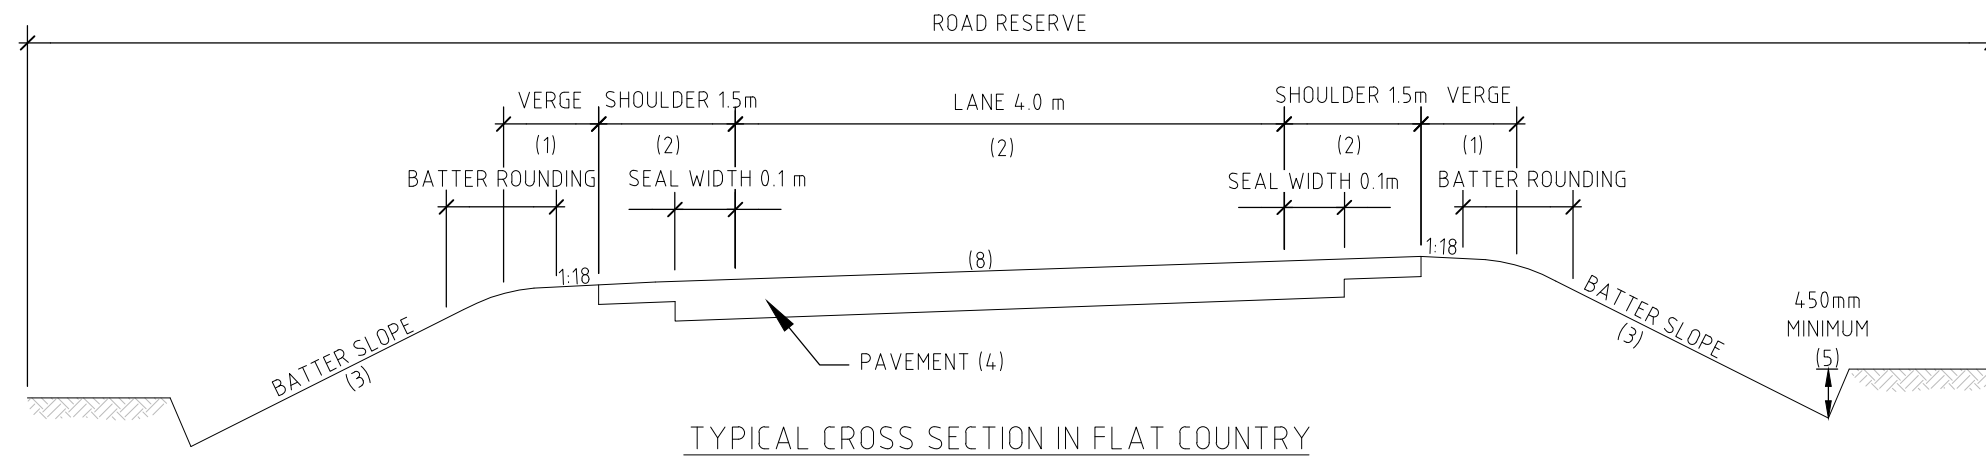 ROAD RESERVE
VERGE SHOULDER 1.5m LANE 4.0 m SHOULDER 1.5m VERGE
(1) (2) (2) (2) (1)
BATTER ROUNDING SEAL WIDTH 0.1 m SEAL WIDTH 0.1m BATTER ROUNDING
1:18 (8) 1:18
BATTER SLOPE
(3)
BATTER SLOPE
(3)
450mm
MINIMUM
(5)
PAVEMENT (4)
TYPICAL CROSS SECTION IN FLAT COUNTRY